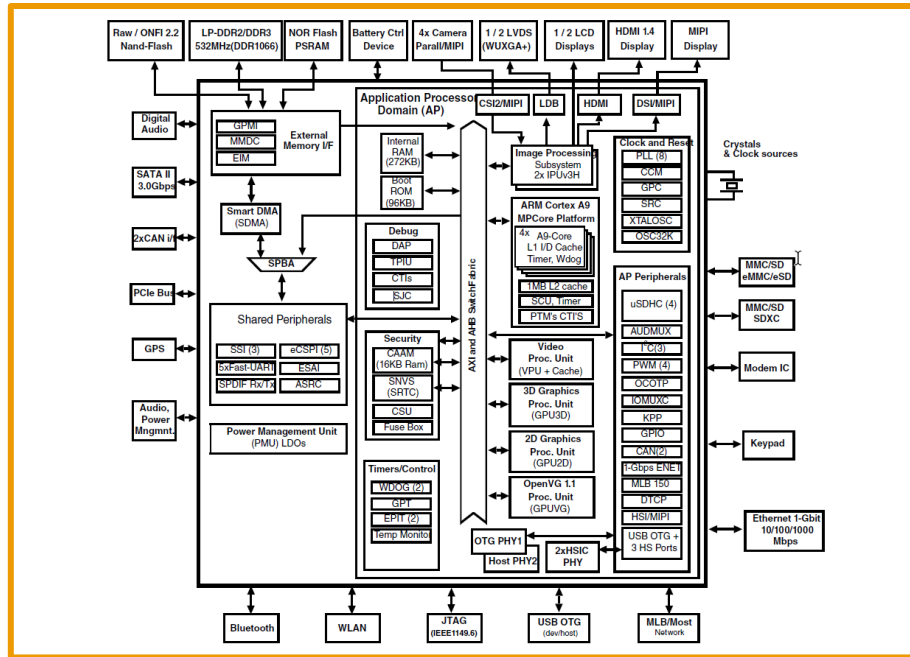 Raw / ONFI 2.2
Nand-Flash
LP-DDR2/DDR3
532MHz(DDR1066)
NOR Flash
PSRAM
Battery Ctrl
Device
4x Camera
Parall/MIPI
1 / 2 LVDS
(WUXGA+)
1 / 2 LCD
Displays
HDMI 1.4
Display
MIPI
Display
Digital
Audio
SATA II
3.0Gbps
2xCAN i/f
PCIe Bus
GPS
Audio,
Power
Mngmnt.
External
Memory I/F
GPMI
MMDC
EIM
Smart DMA
(SDMA)
SPBA
Shared Peripherals
SSI (3)
eCSPI (5)
5xFast-UART
ESAI
SPDIF Rx/Tx
ASRC
Power Management
Unit
(PMU) LDOs
Application Processor
Domain (AP)
Internal
RAM
(272KB)
Boot
ROM
(96KB)
Debug
DAP
TPIU
CTIs
SJC
Security
CAAM
(16KB Ram)
SNVS
(SRTC)
CSU
Fuse Box
Timers/Control
WDOG (2)
GPT
EPIT (2)
Temp Monitor
AXI and AHB SwitchFabric
CSI2/MIPI
LDB
HDMI
DSI/MIPI
Image Processing
Subsystem
2x IPUv3H
ARM Cortex A9
MPCore Platform
4x
A9-Core
L1 I/D Cache
Timer, Wdog
1MB L2 cache
SCU, Timer
PTM's CTI'S
Video
Proc. Unit
(VPU + Cache)
3D Graphics
Proc. Unit
(GPU3D)
2D Graphics
Proc. Unit
(GPU2D)
OpenVG 1.1
Proc. Unit
(GPUVG)
OTG PHY1
Host PHY2
2xHSIC
PHY
Clock and Reset
PLL (8)
CCM
GPC
SRC
XTALOSC
OSC32K
AP Peripherals
uSDHC (4)
AUDMUX
I²C(3)
PWM (4)
OCOTP
IOMUXC
KPP
GPIO
CAN(2)
1-Gbps ENET
MLB 150
DTCP
HSI/MIPI
USB OTG +
3 HS Ports
Crystals
& Clock sources
MMC/SD
eMMC/eSD
MMC/SD
SDXC
Modem IC
Keypad
Ethernet 1-Gbit
10/100/1000
Mbps
Bluetooth
WLAN
JTAG
(IEEE1149.6)
USB OTG
(dev/host)
MLB/Most
Network